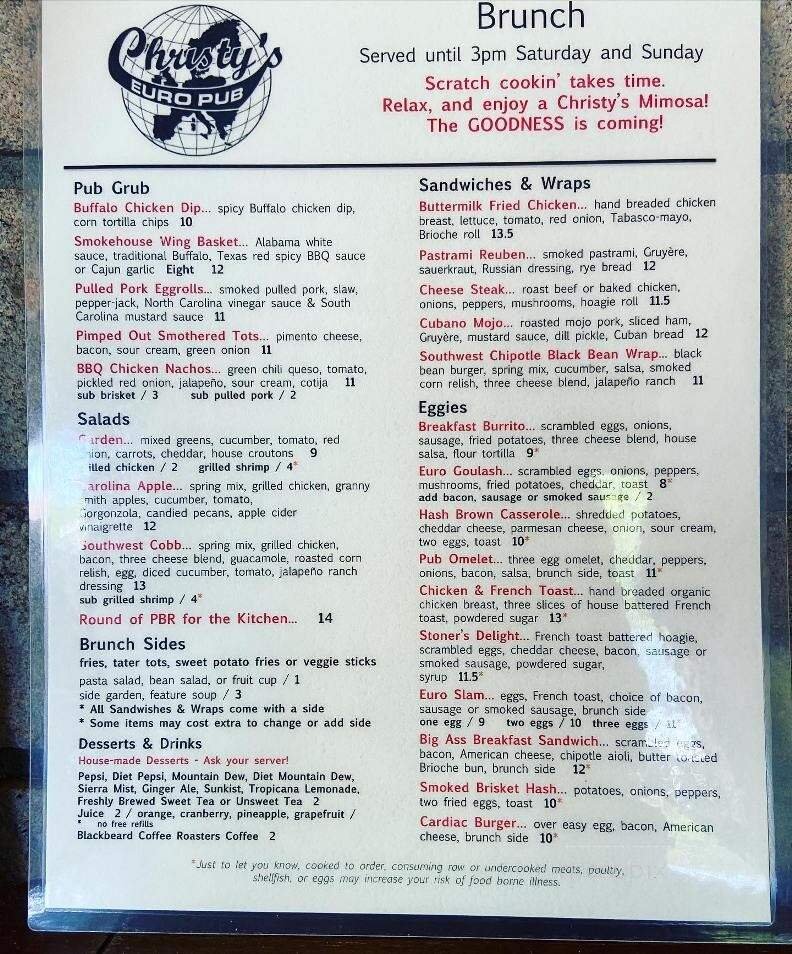 Christy's
EURO PUB
Brunch
Served until 3pm Saturday and Sunday
Scratch cookin' takes time.
Relax, and enjoy a Christy's Mimosa!
The GOODNESS is coming!
Pub Grub
Buffalo Chicken Dip... spicy Buffalo chicken dip,
corn tortilla chips 10
Smokehouse Wing Basket... Alabama white
sauce, traditional Buffalo, Texas red spicy BBQ sauce
or Cajun garlic Eight 12
Pulled Pork Eggrolls... smoked pulled pork, slaw,
pepper-jack, North Carolina vinegar sauce & South
Carolina mustard sauce 11
Pimped Out Smothered Tots... pimento cheese,
bacon, sour cream, green onion 11
BBQ Chicken Nachos... green chili queso, tomato,
pickled red onion, jalapeño, sour cream, cotija 11
sub brisket / 3 sub pulled pork / 2
Salads
Garden... mixed greens, cucumber, tomato, red
onion, carrots, cheddar, house croutons 9
grilled chicken / 2 grilled shrimp / 4*
Carolina Apple... spring mix, grilled chicken, granny
smith apples, cucumber, tomato,
gorgonzola, candied pecans, apple cider
vinaigrette 12
Southwest Cobb... spring mix, grilled chicken,
bacon, three cheese blend, guacamole, roasted corn
relish, egg, diced cucumber, tomato, jalapeño ranch
dressing 13
sub grilled shrimp / 4*
Round of PBR for the Kitchen... 14
Brunch Sides
fries, tater tots, sweet potato fries or veggie sticks
pasta salad, bean salad, or fruit cup / 1
side garden, feature soup / 3
* All Sandwishes & Wraps come with a side
* Some items may cost extra to change or add side
Desserts & Drinks
House-made Desserts - Ask your server!
Pepsi, Diet Pepsi, Mountain Dew, Diet Mountain Dew,
Sierra Mist, Ginger Ale, Sunkist, Tropicana Lemonade,
Freshly Brewed Sweet Tea or Unsweet Tea 2
Juice 2 / orange, cranberry, pineapple, grapefruit /
* no free refills
Blackbeard Coffee Roasters Coffee 2
Sandwiches & Wraps
Buttermilk Fried Chicken... hand breaded chicken
breast, lettuce, tomato, red onion, Tabasco-mayo,
Brioche roll 13.5
Pastrami Reuben... smoked pastrami, Gruyère,
sauerkraut, Russian dressing, rye bread 12
Cheese Steak... roast beef or baked chicken,
onions, peppers, mushrooms, hoagie roll 11.5
Cubano Mojo... roasted mojo pork, sliced ham,
Gruyère, mustard sauce, dill pickle, Cuban bread 12
Southwest Chipotle Black Bean Wrap... black
bean burger, spring mix, cucumber, salsa, smoked
corn relish, three cheese blend, jalapeño ranch 11
Eggies
Breakfast Burrito... scrambled eggs, onions,
sausage, fried potatoes, three cheese blend, house
salsa, flour tortilla 9*
Euro Goulash... scrambled eggs, onions, peppers,
mushrooms, fried potatoes, cheddar, toast 8*
add bacon, sausage or smoked sausage / 2
Hash Brown Casserole... shredded potatoes,
cheddar cheese, parmesan cheese, onion, sour cream,
two eggs, toast 10*
Pub Omelet... three egg omelet, cheddar, peppers,
onions, bacon, salsa, brunch side, toast 11*
Chicken & French Toast... hand breaded organic
chicken breast, three slices of house battered French
toast, powdered sugar 13*
Stoner's Delight... French toast battered hoagie,
scrambled eggs, cheddar cheese, bacon, sausage or
smoked sausage, powdered sugar,
syrup 11.5*
Euro Slam... eggs, French toast, choice of bacon,
sausage or smoked sausage, brunch side
one egg / 9 two eggs / 10 three eggs / 11*
Big Ass Breakfast Sandwich... scrambled eggs,
bacon, American cheese, chipotle aioli, butter toasted
Brioche bun, brunch side 12*
Smoked Brisket Hash... potatoes, onions, peppers,
two fried eggs, toast 10*
Cardiac Burger... over easy egg, bacon, American
cheese, brunch side 10*
*Just to let you know, cooked to order, consuming raw or undercooked meats, poultry,
shellfish, or eggs may increase your risk of food borne illness.